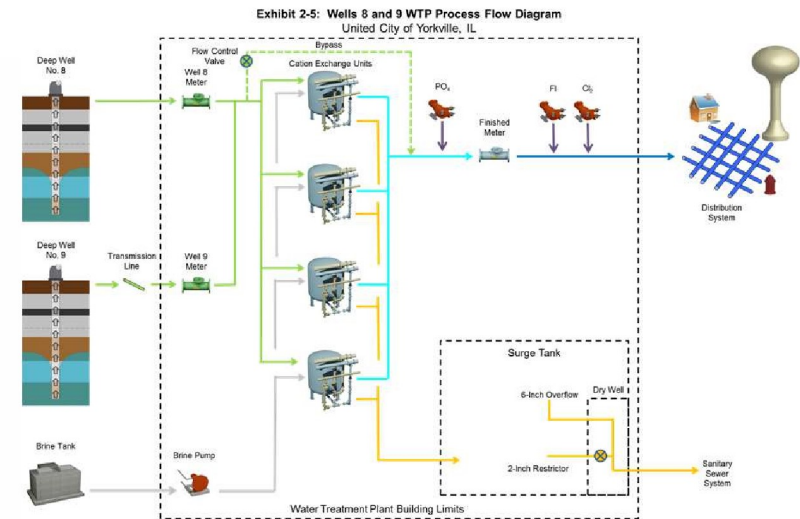 Exhibit 2-5: Wells 8 and 9 WTP Process Flow Diagram
United City of Yorkville, IL
Bypass
Flow Control
Valve
Deep Well
No. 8
Well 8
Meter
Cation Exchange Units
PO₄
Finished
Meter
Fl
Cl₂
Distribution
System
Deep Well
No. 9
Transmission
Line
Well 9
Meter
Surge Tank
6-Inch Overflow
Dry Well
2-Inch Restrictor
Sanitary
Sewer
System
Brine Tank
Brine Pump
Water Treatment Plant Building Limits